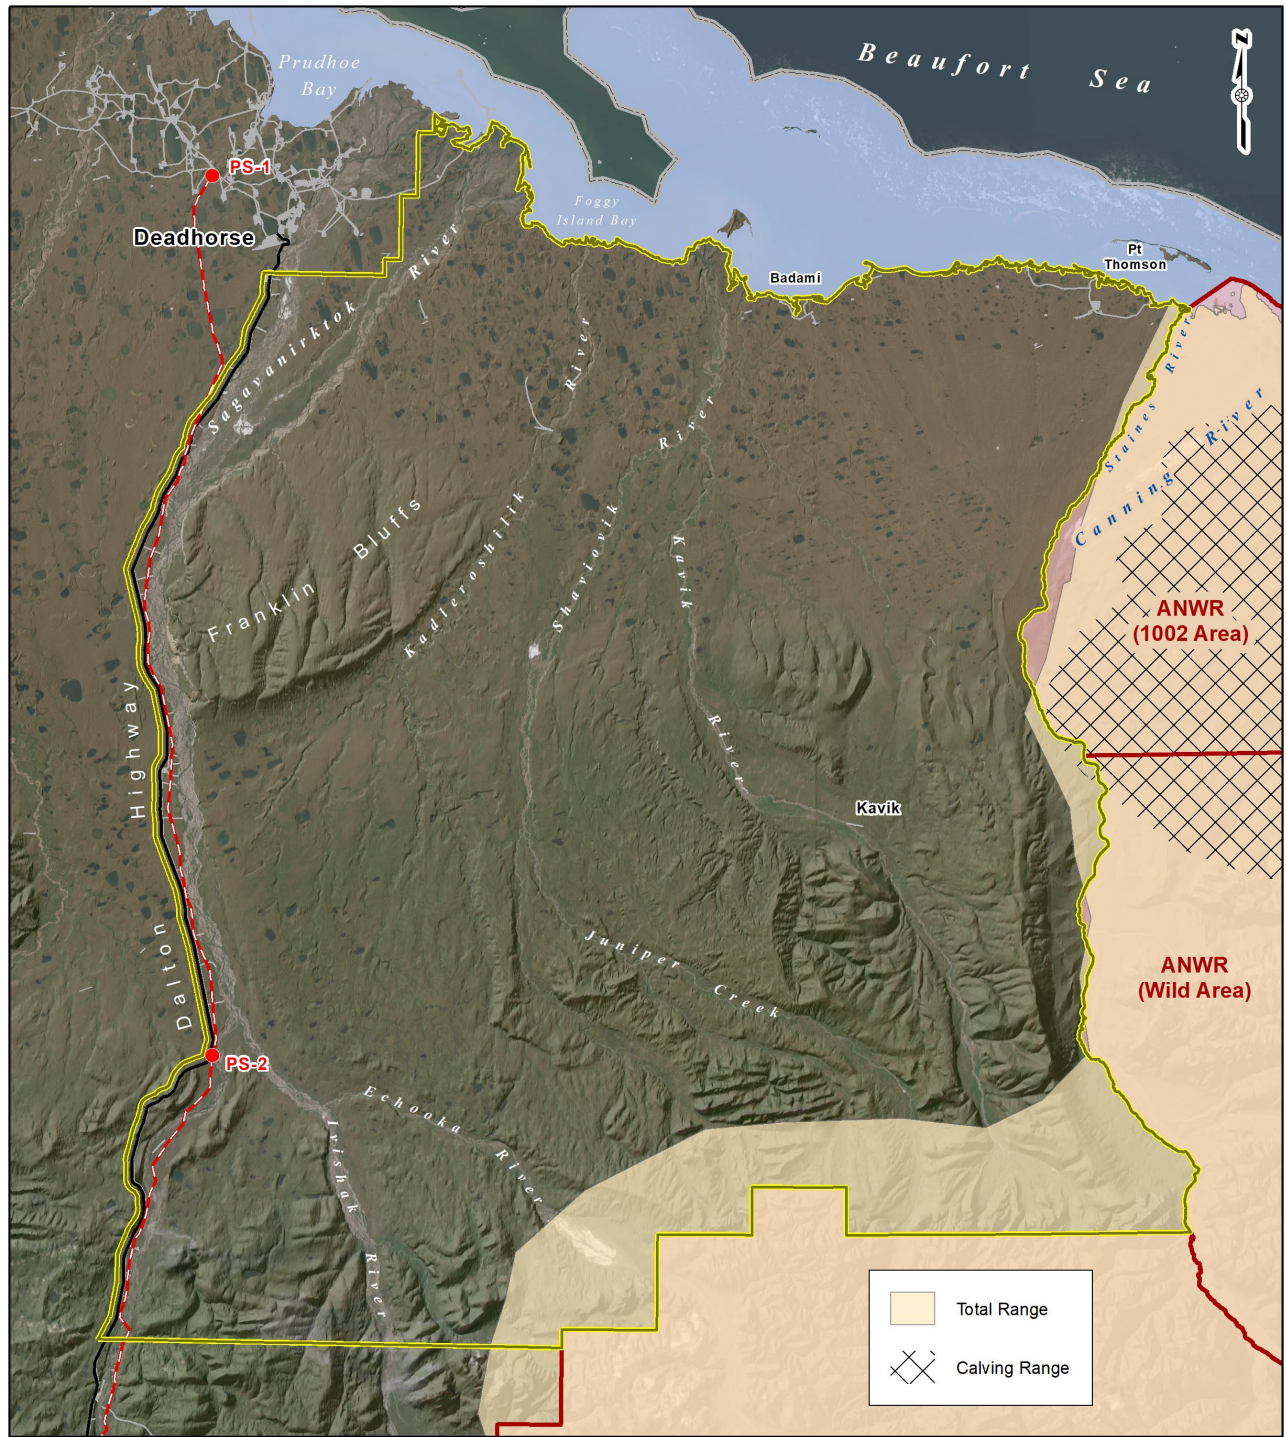 Prudhoe
Bay
Beaufort Sea
N
PS-1
Deadhorse
Foggy
Island Bay
Badami
Pt
Thomson
Sagavanirktok River
Kadleroshilik River
Shaviovik River
Kavik River
Staines River
Canning River
Franklin Bluffs
ANWR
(1002 Area)
Dalton Highway
Kavik
Juniper Creek
ANWR
(Wild Area)
PS-2
Echooka River
Ivishak River
Total Range
Calving Range